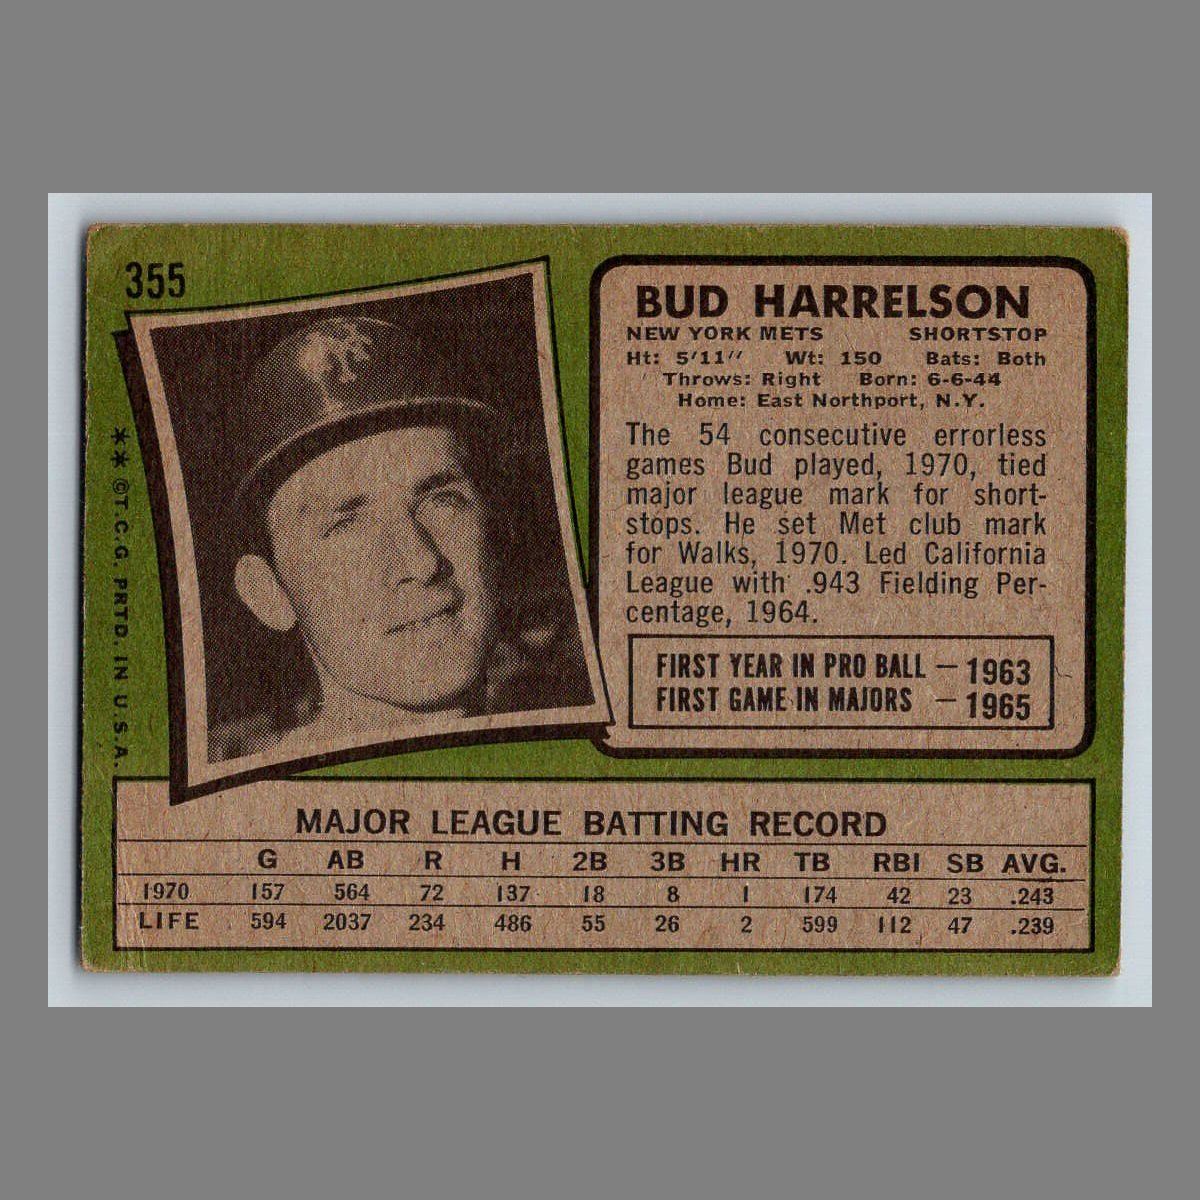 355
** ©T.C.G. PRTD. IN U.S.A.
BUD HARRELSON
NEW YORK METS SHORTSTOP
Ht: 5'11" Wt: 150 Bats: Both
Throws: Right Born: 6-6-44
Home: East Northport, N.Y.
The 54 consecutive errorless
games Bud played, 1970, tied
major league mark for short-
stops. He set Met club mark
for Walks, 1970. Led California
League with .943 Fielding Per-
centage, 1964.
FIRST YEAR IN PRO BALL — 1963
FIRST GAME IN MAJORS — 1965
MAJOR LEAGUE BATTING RECORD
G AB R H 2B 3B HR TB RBI SB AVG.
1970 157 564 72 137 18 8 1 174 42 23 .243
LIFE 594 2037 234 486 55 26 2 599 112 47 .239